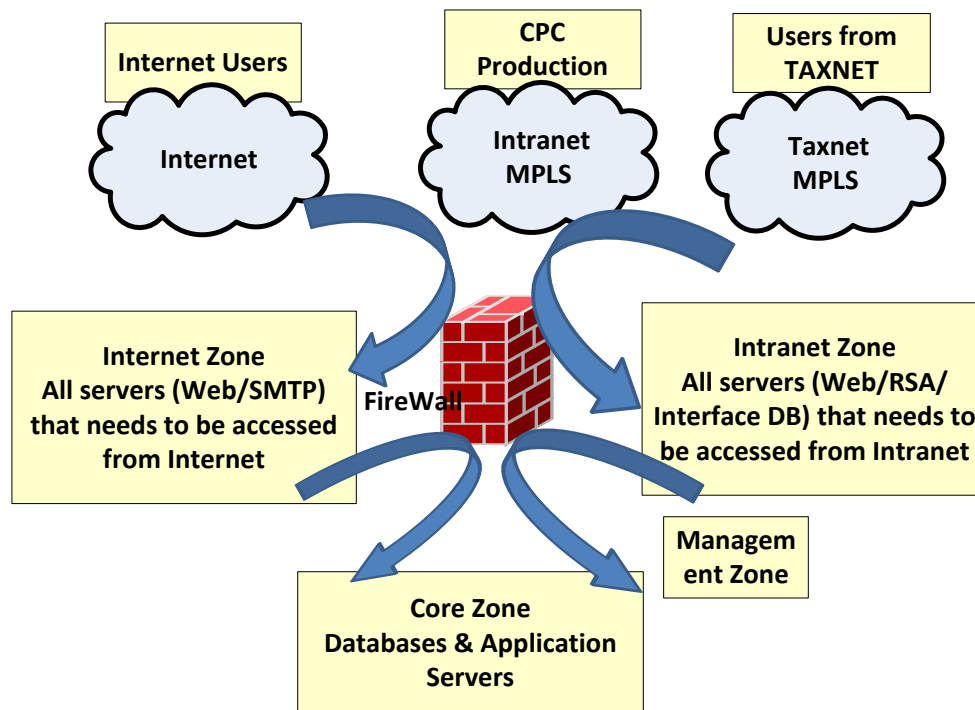 Internet Users
CPC
Production
Users from
TAXNET
Internet
Intranet
MPLS
Taxnet
MPLS
Internet Zone
All servers (Web/SMTP)
that needs to be accessed
from Internet
FireWall
Intranet Zone
All servers (Web/RSA/
Interface DB) that needs to
be accessed from Intranet
Managem
ent Zone
Core Zone
Databases & Application
Servers